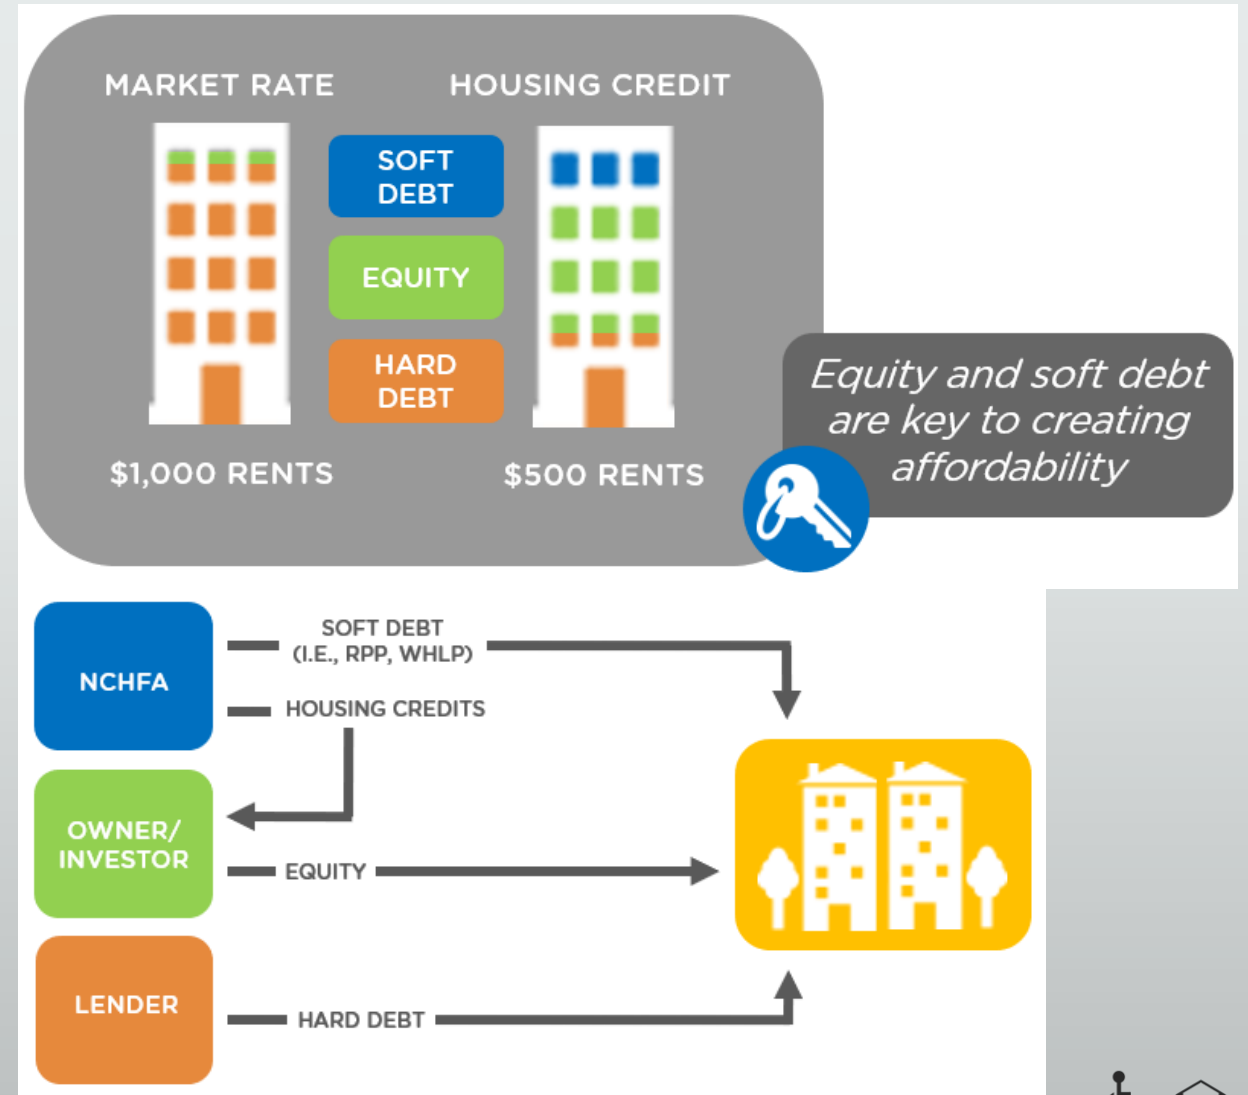 MARKET RATE
HOUSING CREDIT
SOFT
DEBT
EQUITY
HARD
DEBT
$1,000 RENTS
$500 RENTS
Equity and soft debt
are key to creating
affordability
NCHFA
SOFT DEBT
(I.E., RPP, WHLP)
HOUSING CREDITS
OWNER/
INVESTOR
EQUITY
LENDER
HARD DEBT